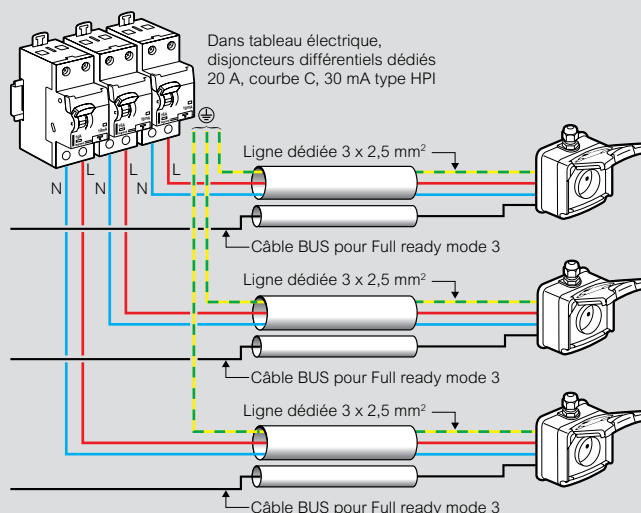 Dans tableau électrique,
disjoncteurs différentiels dédiés
20 A, courbe C, 30 mA type HPI
N
L
N
L
N
L
Ligne dédiée 3 x 2,5 mm²
Câble BUS pour Full ready mode 3
Ligne dédiée 3 x 2,5 mm²
Câble BUS pour Full ready mode 3
Ligne dédiée 3 x 2,5 mm²
Câble BUS pour Full ready mode 3